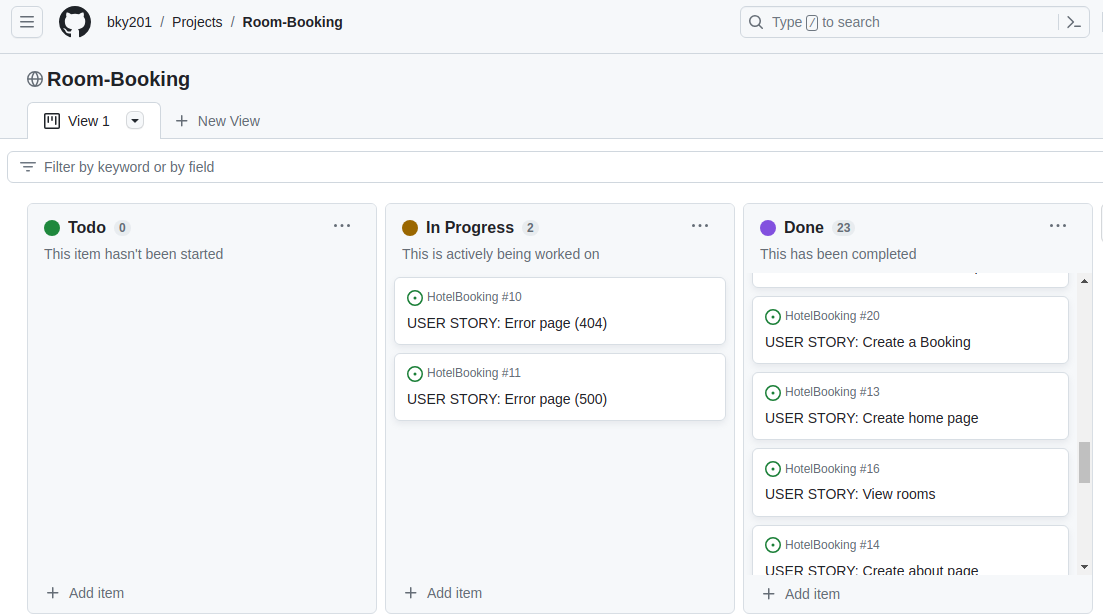 bky201 / Projects / Room-Booking
Type / to search
Room-Booking
View 1
New View
Filter by keyword or by field
Todo 0
This item hasn't been started
Add item
In Progress 2
This is actively being worked on
HotelBooking #10
USER STORY: Error page (404)
HotelBooking #11
USER STORY: Error page (500)
Add item
Done 23
This has been completed
HotelBooking #20
USER STORY: Create a Booking
HotelBooking #13
USER STORY: Create home page
HotelBooking #16
USER STORY: View rooms
HotelBooking #14
USER STORY: Create about page
Add item